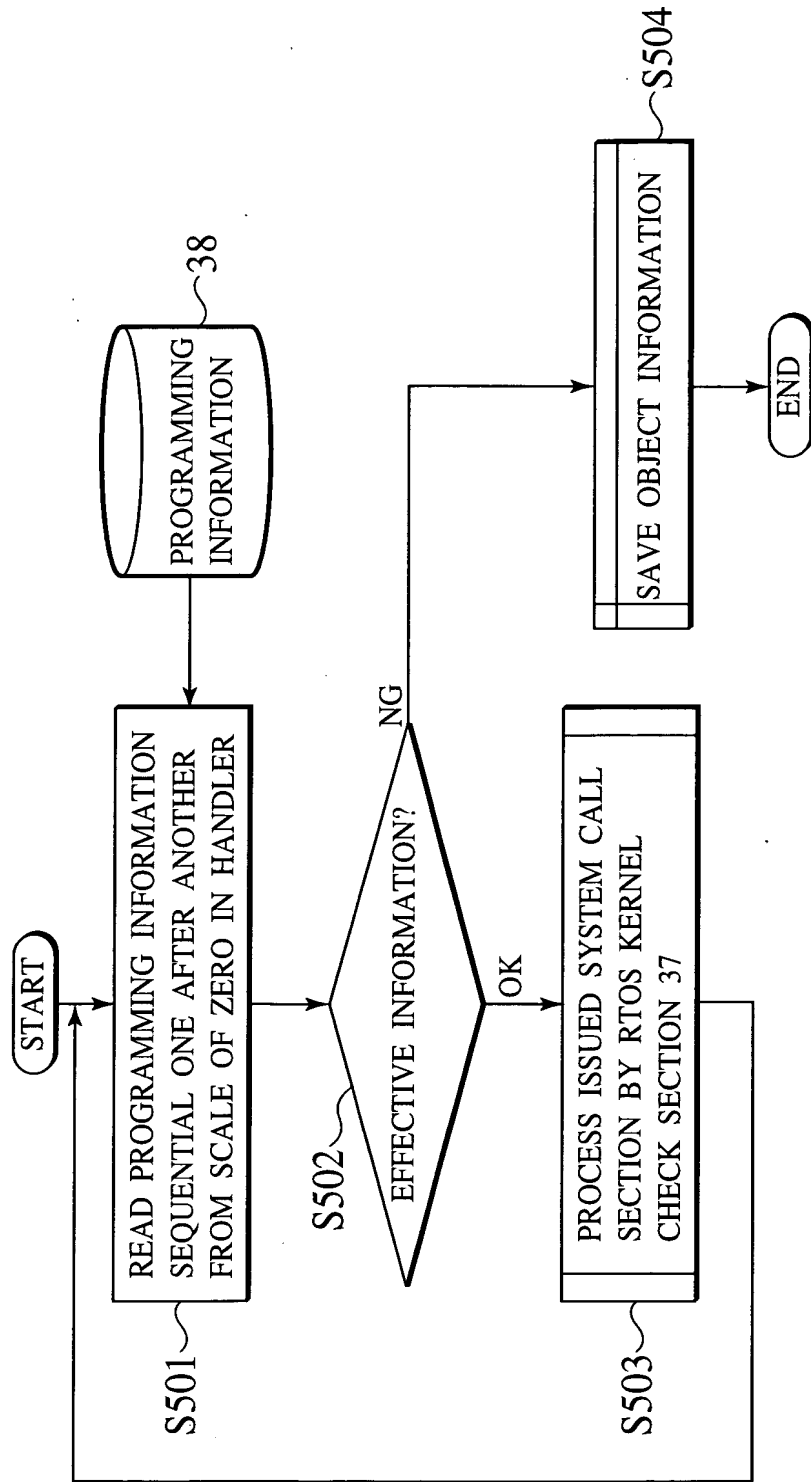 START
READ PROGRAMMING INFORMATION
SEQUENTIAL ONE AFTER ANOTHER
FROM SCALE OF ZERO IN HANDLER
S501
PROGRAMMING
INFORMATION
38
EFFECTIVE INFORMATION?
S502
NG
OK
PROCESS ISSUED SYSTEM CALL
SECTION BY RTOS KERNEL
CHECK SECTION 37
S503
SAVE OBJECT INFORMATION
S504
END